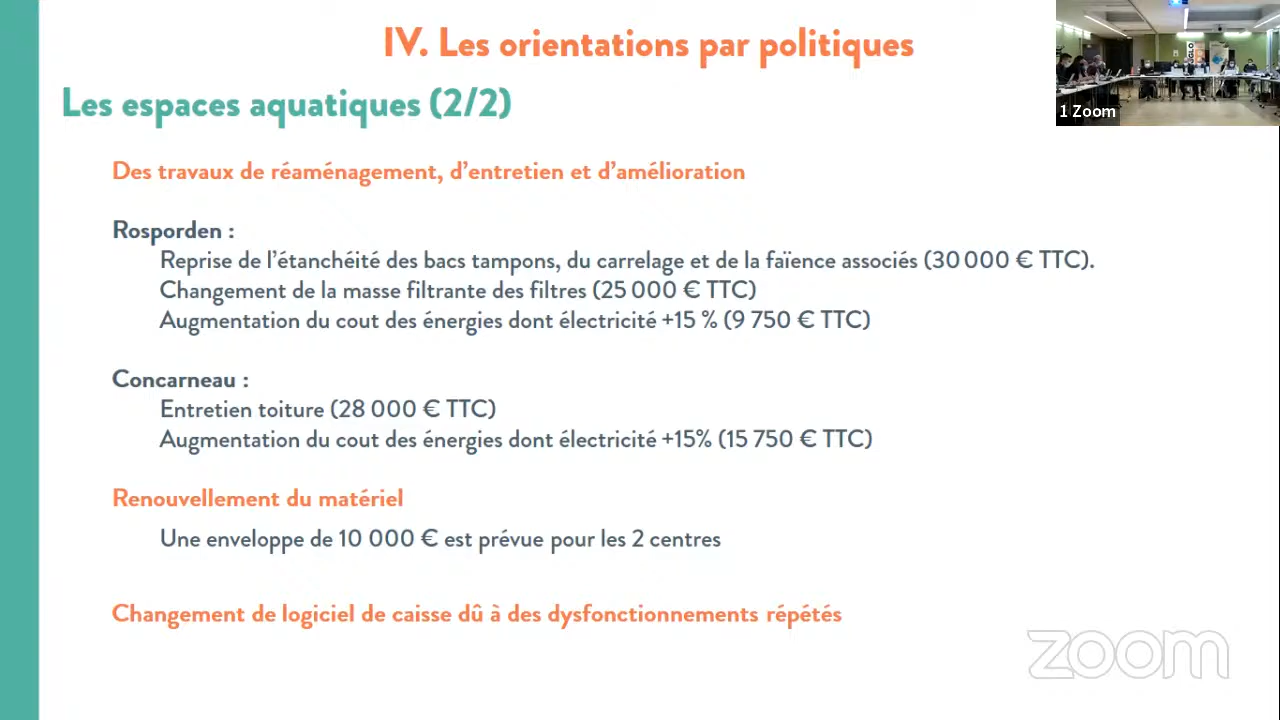 IV. Les orientations par politiques
Les espaces aquatiques (2/2)
1 Zoom
Des travaux de réaménagement, d’entretien et d’amélioration
Rosporden :
Reprise de l’étanchéité des bacs tampons, du carrelage et de la faïence associés (30 000 € TTC).
Changement de la masse filtrante des filtres (25 000 € TTC)
Augmentation du cout des énergies dont électricité +15 % (9 750 € TTC)
Concarneau :
Entretien toiture (28 000 € TTC)
Augmentation du cout des énergies dont électricité +15% (15 750 € TTC)
Renouvellement du matériel
Une enveloppe de 10 000 € est prévue pour les 2 centres
Changement de logiciel de caisse dû à des dysfonctionnements répétés
zoom